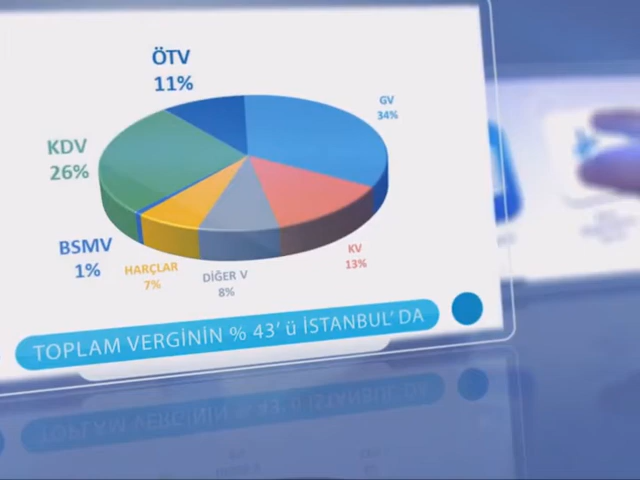 ÖTV
11%
GV
34%
KDV
26%
BSMV
1%
HARÇLAR
7%
DİĞER V
8%
KV
13%
TOPLAM VERGİNİN % 43' ü İSTANBUL' DA